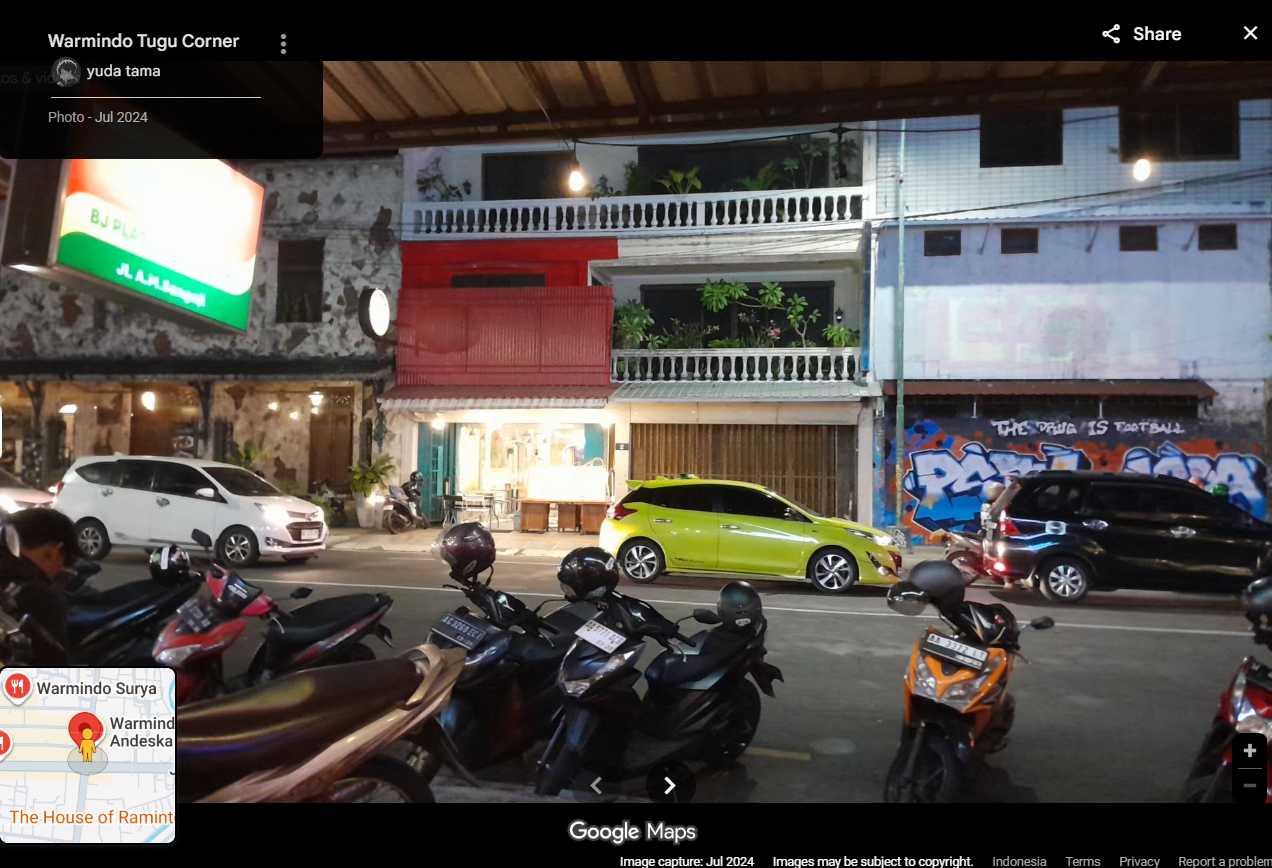 Warmindo Tugu Corner
Share
yuda tama
Photo - Jul 2024
BJ PLAT
JL. A.M.Sangaji
THE DRUG IS FOOTBALL
Warmindo Surya
Warmind
Andeska
The House of Raminte
Google Maps
Image capture: Jul 2024
Images may be subject to copyright.
Indonesia
Terms
Privacy
Report a problem